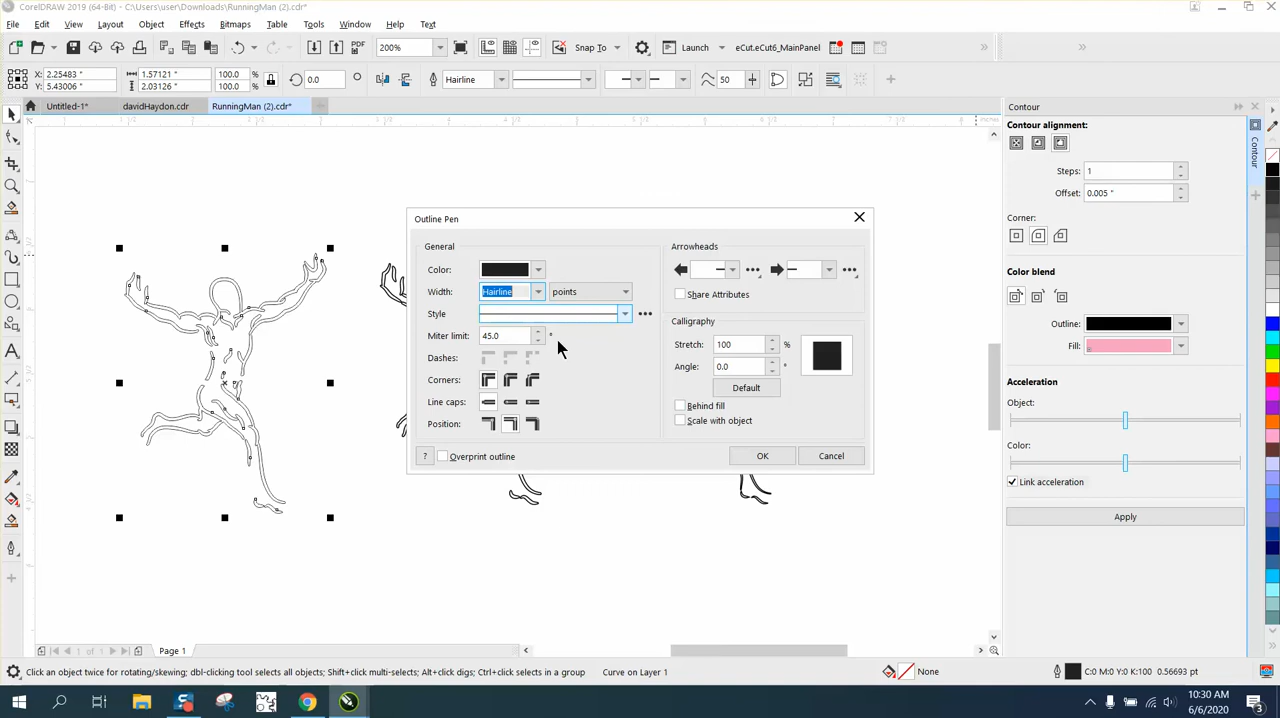 CorelDRAW 2019 (64-Bit) - C:\Users\user\Downloads\RunningMan (2).cdr*
File Edit View Layout Object Effects Bitmaps Table Tools Window Help Text
PDF 200% Snap To Launch eCut.eCut6_MainPanel
X: 2.25483 " 1.57121 " 100.0 % 0.0 ° Hairline 50
Y: 5.43006 " 2.03126 " 100.0 %
Untitled-1* davidHaydon.cdr RunningMan (2).cdr*
Contour
Contour alignment:
Steps: 1
Offset: 0.005 "
Corner:
Color blend
Outline:
Fill:
Acceleration
Object:
Color:
Link acceleration
Apply
Contour
Outline Pen
General
Color:
Width: Hairline points
Style
Miter limit: 45.0 °
Dashes:
Corners:
Line caps:
Position:
? Overprint outline
Arrowheads
Share Attributes
Calligraphy
Stretch: 100 %
Angle: 0.0 °
Default
Behind fill
Scale with object
OK Cancel
1 of 1 Page 1
Click an object twice for rotating/skewing; dbl-clicking tool selects all objects; Shift+click multi-selects; Alt+click digs; Ctrl+click selects in a group Curve on Layer 1 None C:0 M:0 Y:0 K:100 0.56693 pt
10:30 AM
6/6/2020
3